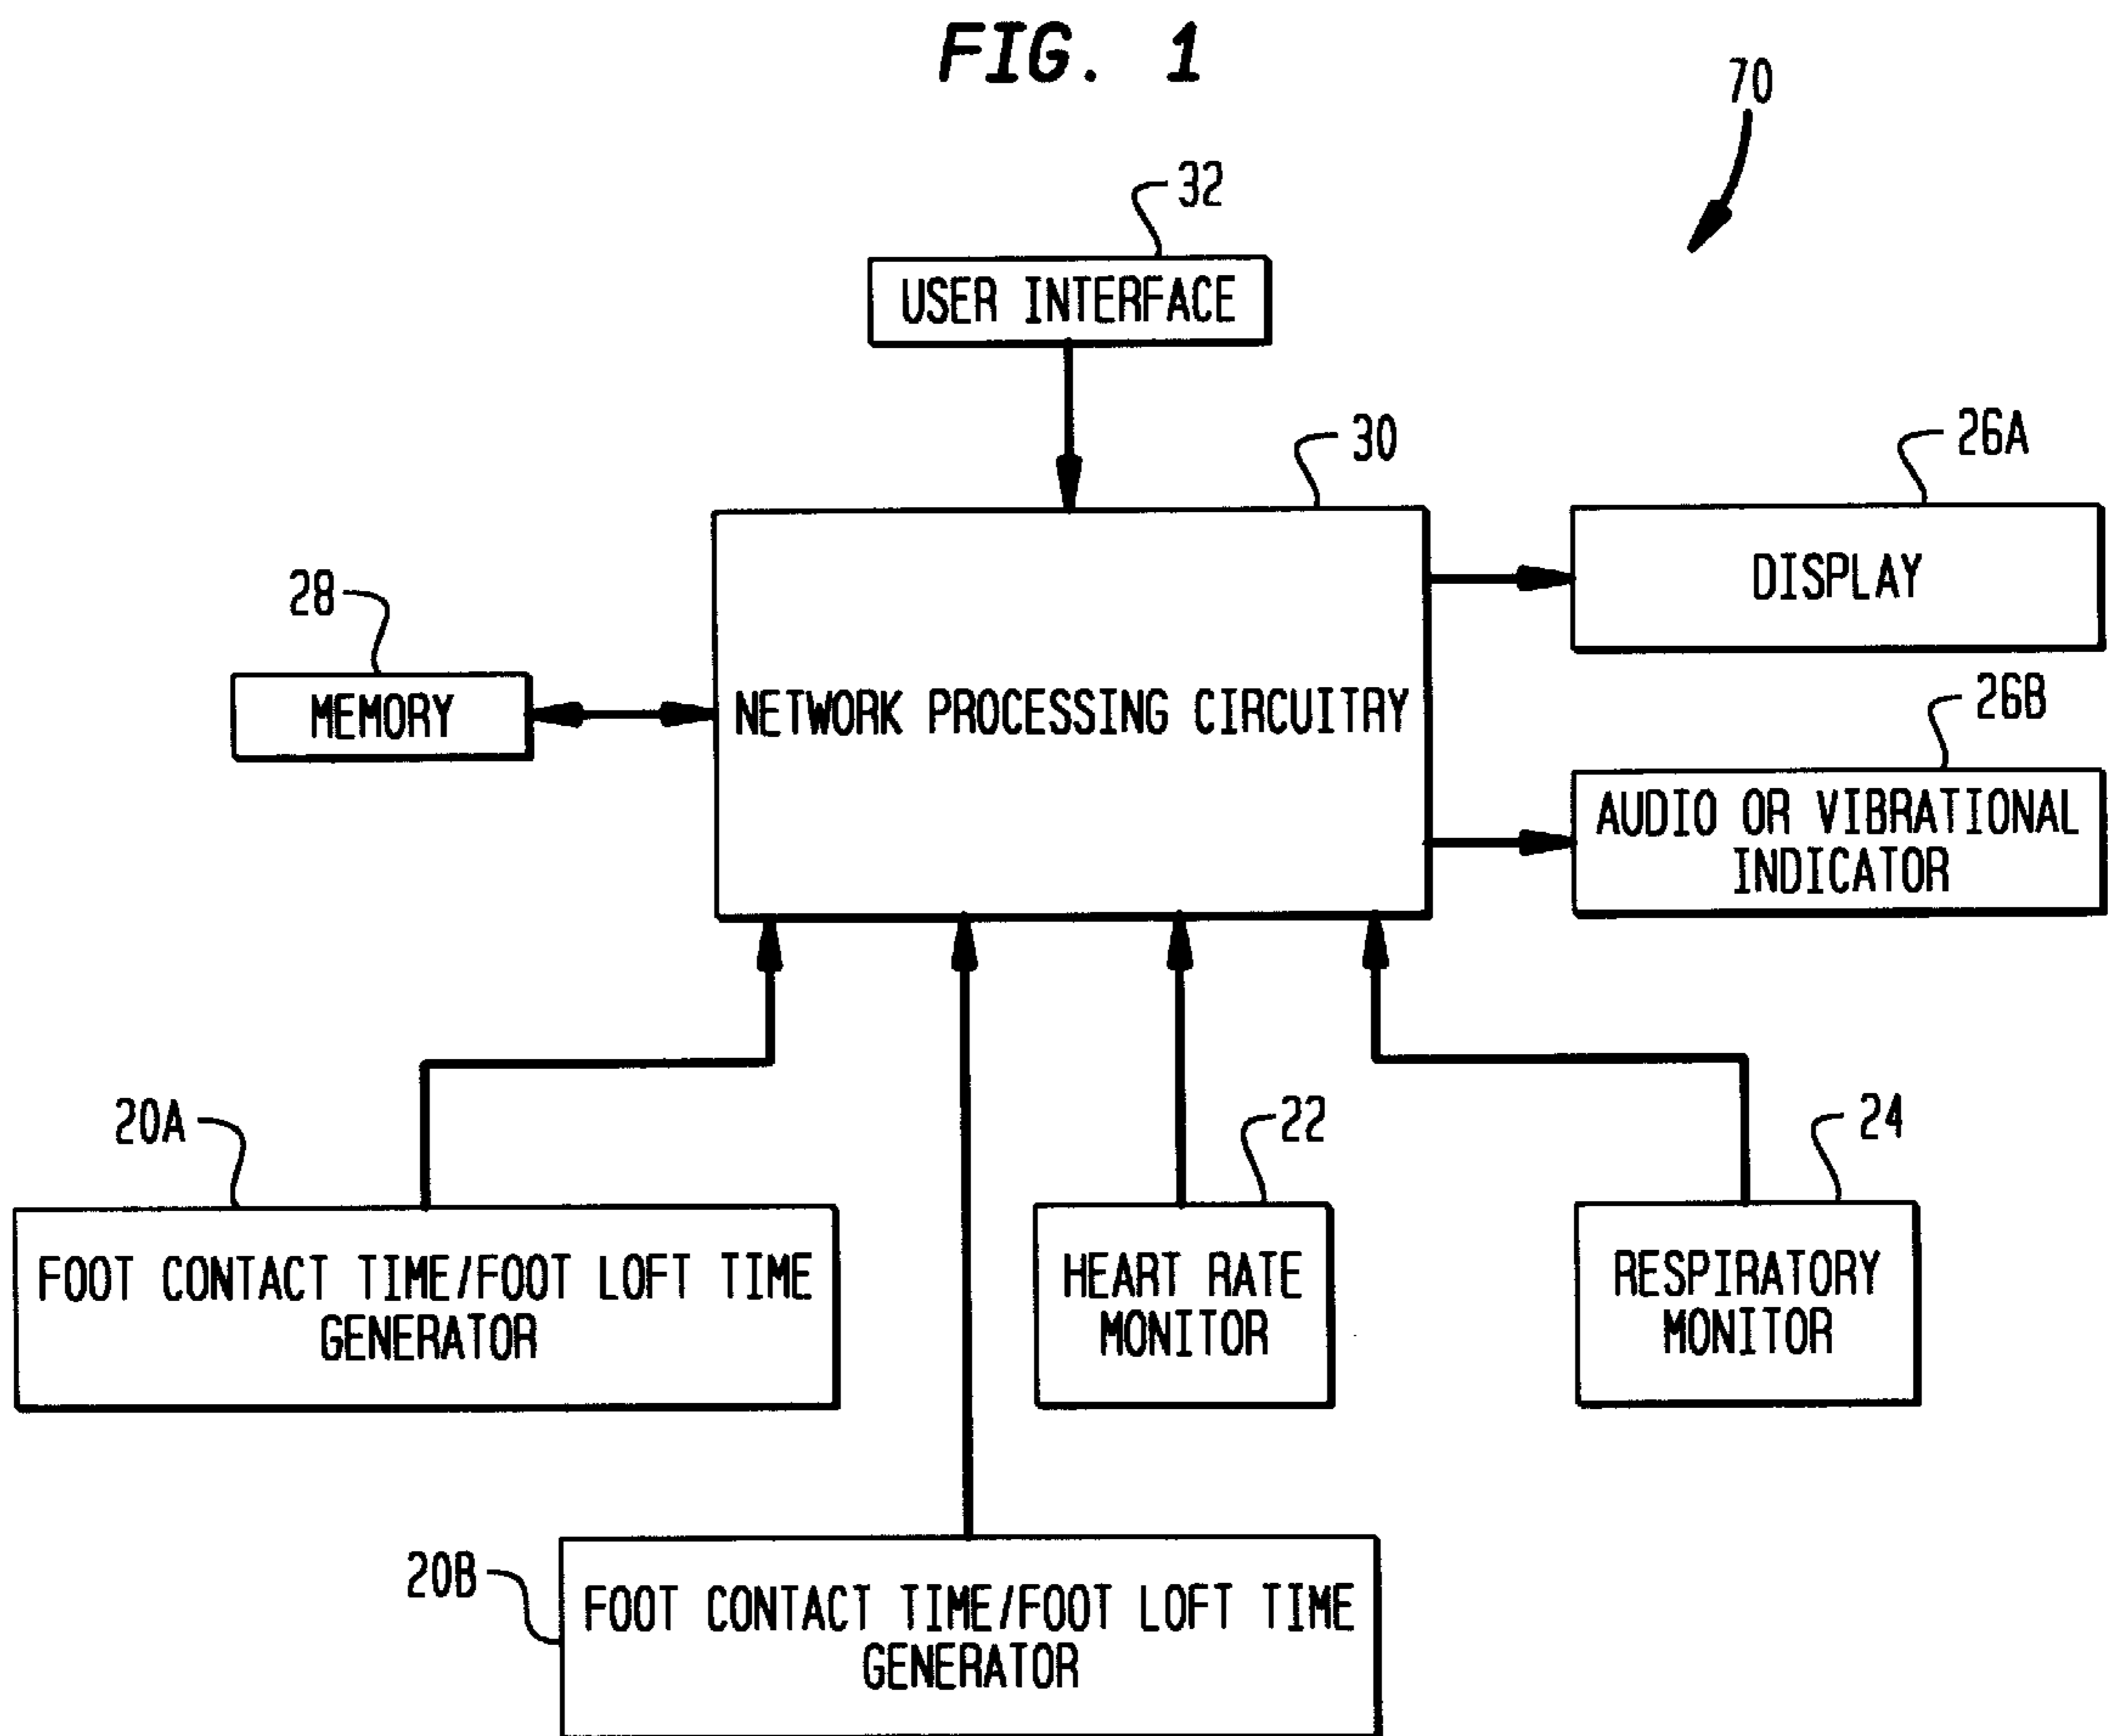 FIG. 1
70
32
USER INTERFACE
30
26A
DISPLAY
28
MEMORY
NETWORK PROCESSING CIRCUITRY
26B
AUDIO OR VIBRATIONAL
INDICATOR
20A
FOOT CONTACT TIME/FOOT LOFT TIME
GENERATOR
22
HEART RATE
MONITOR
24
RESPIRATORY
MONITOR
20B
FOOT CONTACT TIME/FOOT LOFT TIME
GENERATOR